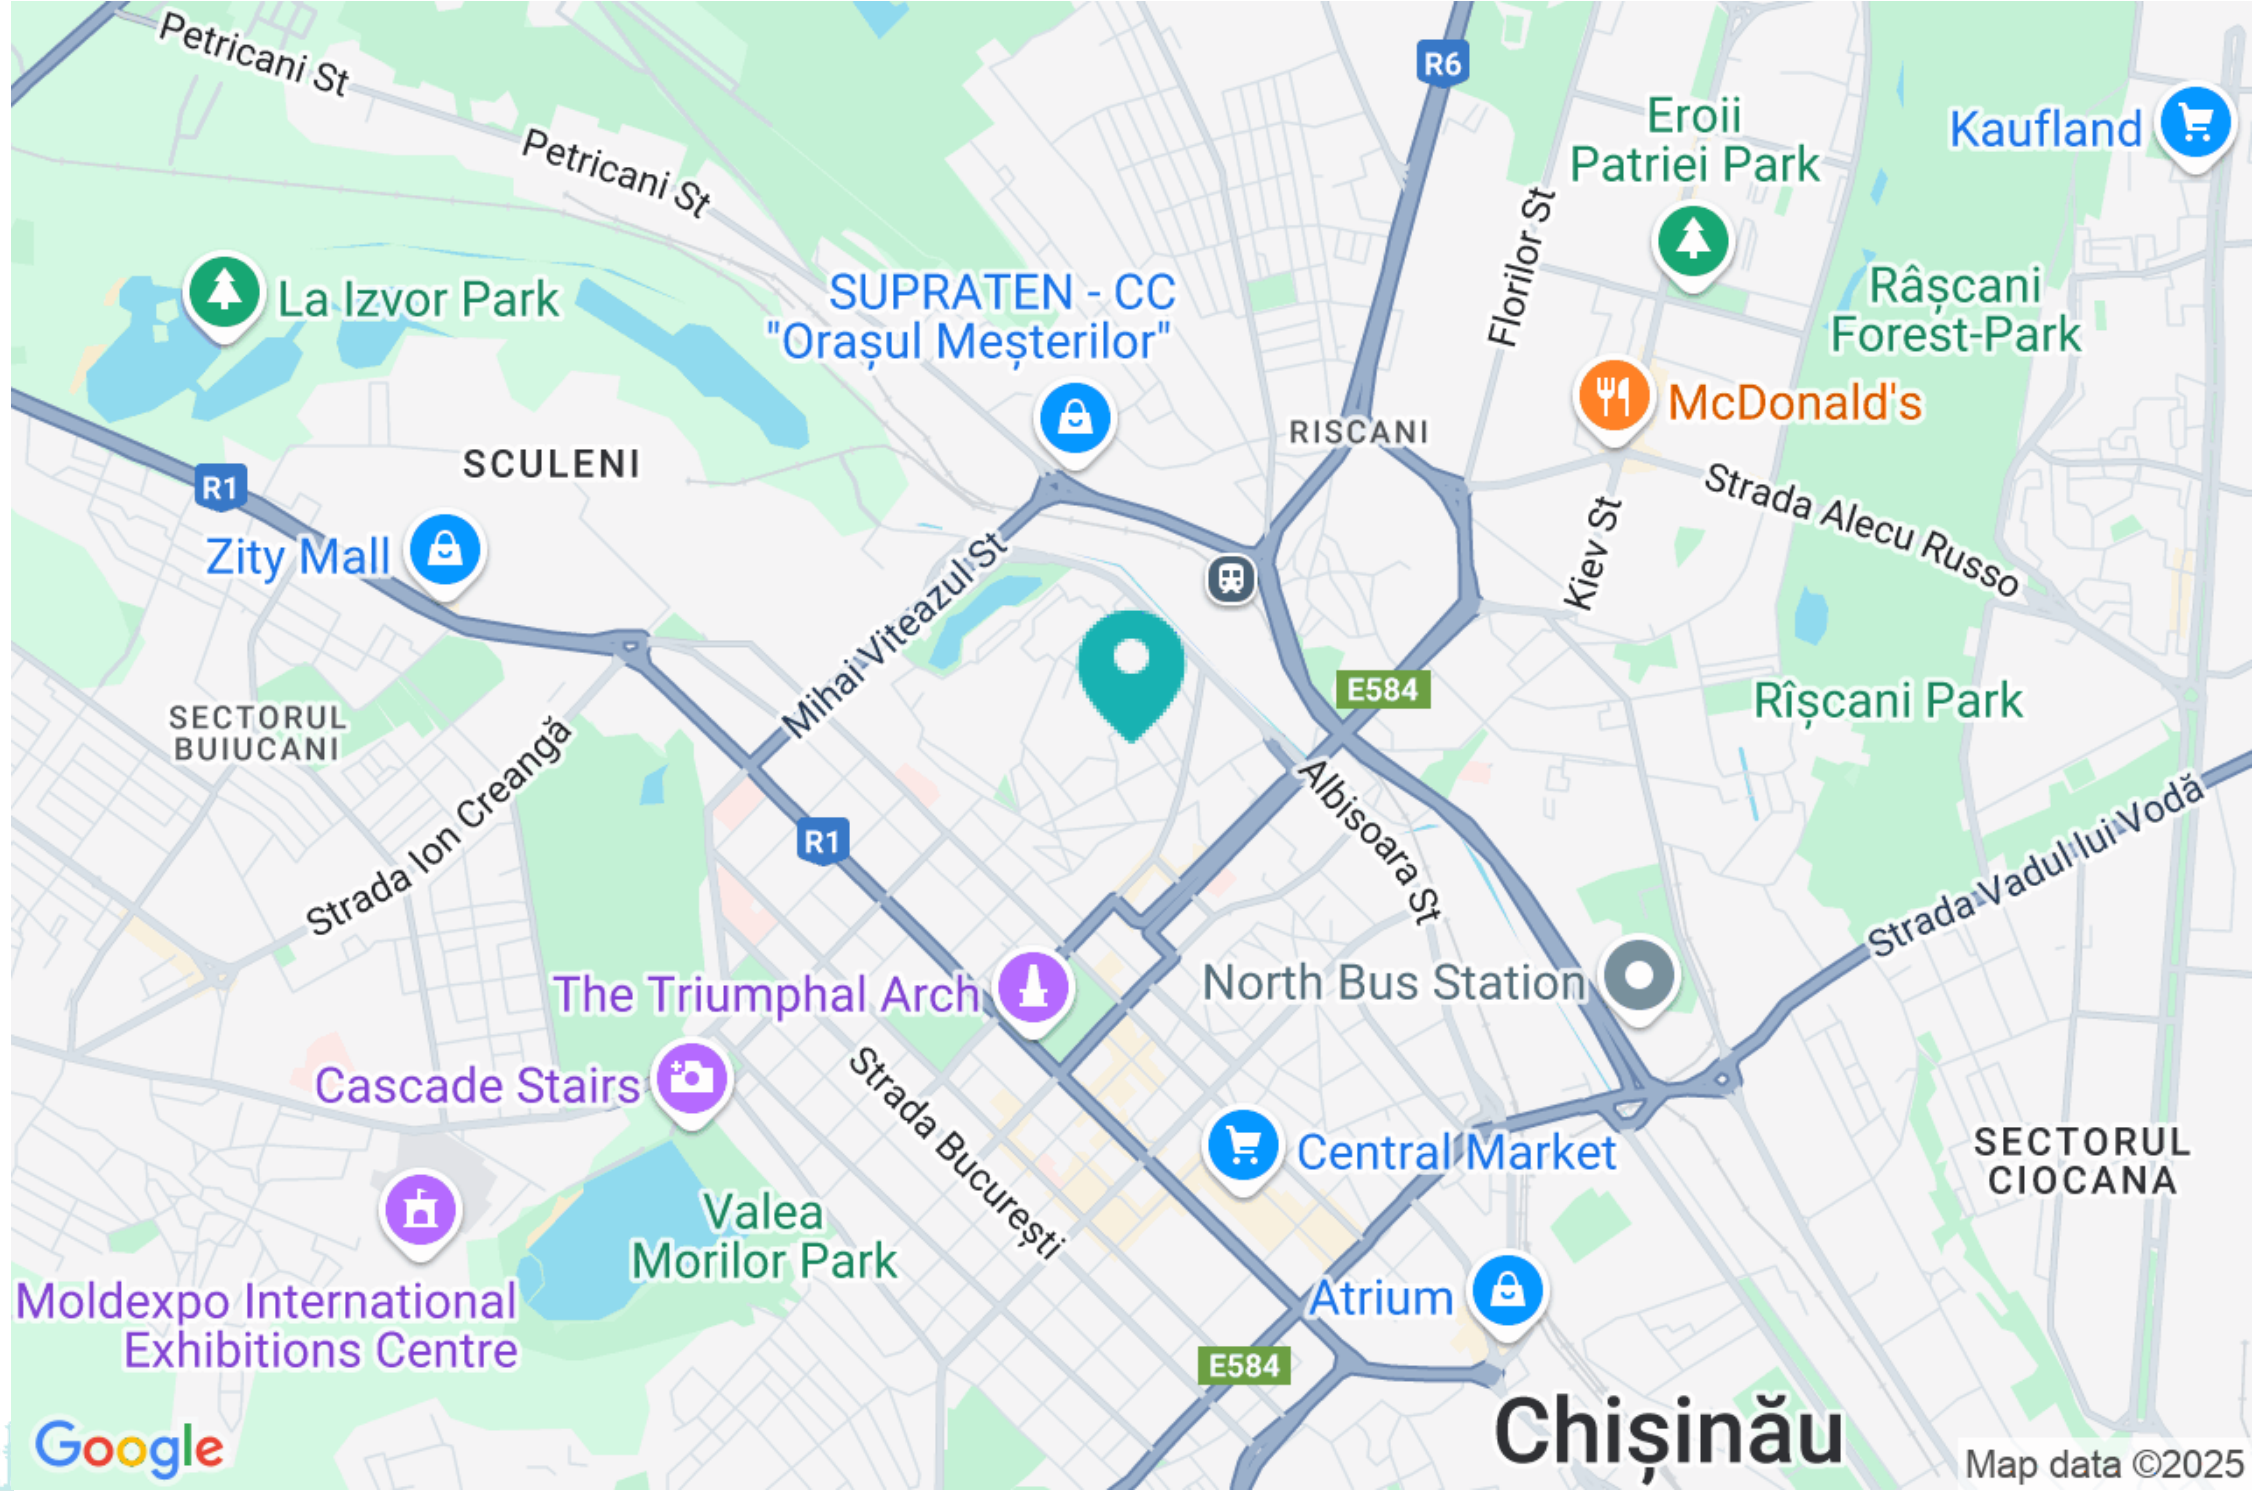 Petricani St
R6
Eroii
Patriei Park
Kaufland
Petricani St
Florilor St
La Izvor Park
SUPRATEN - CC
"Orașul Meșterilor"
Râșcani
Forest-Park
McDonald's
RISCANI
SCULENI
R1
Strada Alecu Russo
Zity Mall
Kiev St
Mihai Viteazul St
E584
Rîșcani Park
SECTORUL
BUIUCANI
Strada Ion Creangă
R1
Albisoara St
Strada Vadul lui Vodă
The Triumphal Arch
North Bus Station
Cascade Stairs
Strada București
Central Market
SECTORUL
CIOCANA
Valea
Morilor Park
Moldexpo International
Exhibitions Centre
Atrium
E584
Chișinău
Google
Map data ©2025